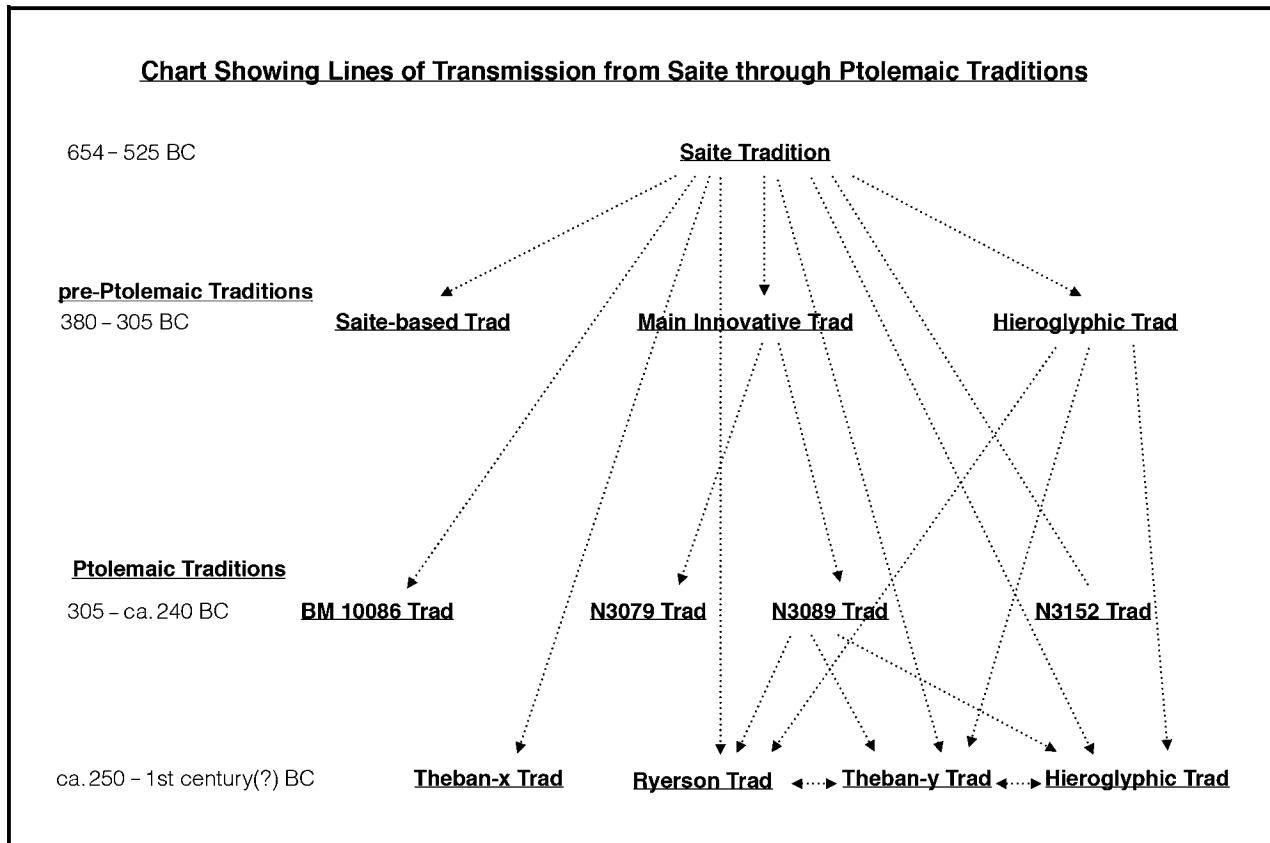 Chart Showing Lines of Transmission from Saite through Ptolemaic Traditions
654 – 525 BC Saite Tradition
pre-Ptolemaic Traditions
380 – 305 BC Saite-based Trad Main Innovative Trad Hieroglyphic Trad
Ptolemaic Traditions
305 – ca. 240 BC BM 10086 Trad N3079 Trad N3089 Trad N3152 Trad
ca. 250 – 1st century(?) BC Theban-x Trad Ryerson Trad Theban-y Trad Hieroglyphic Trad